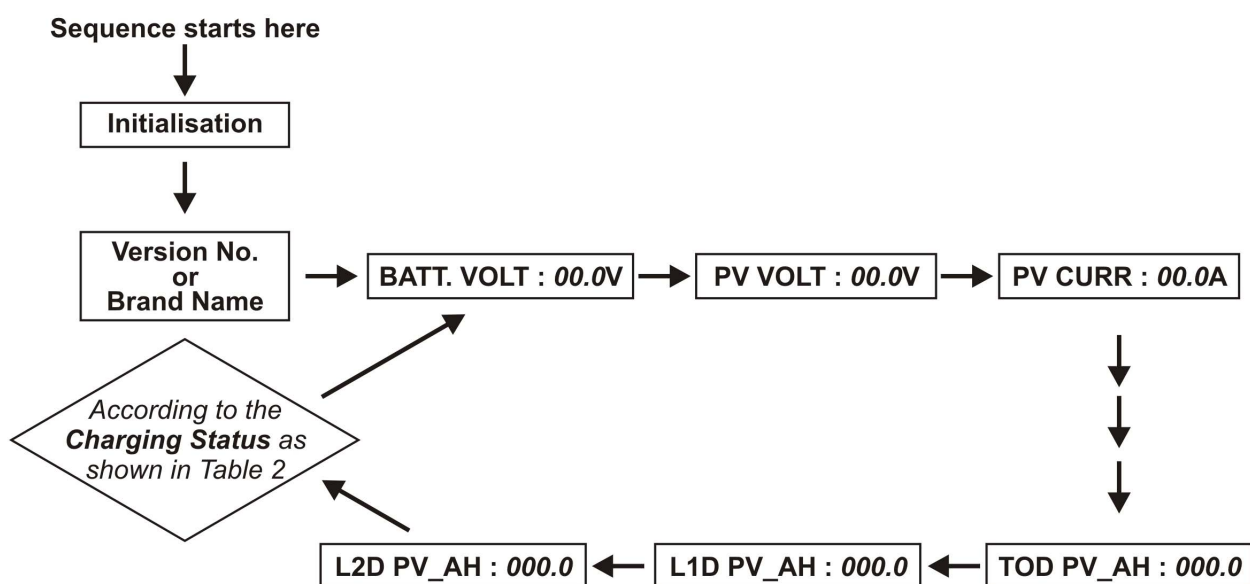 Sequence starts here
Initialisation
Version No.
or
Brand Name
BATT. VOLT : 00.0V
PV VOLT : 00.0V
PV CURR : 00.0A
According to the
Charging Status as
shown in Table 2
L2D PV_AH : 000.0
L1D PV_AH : 000.0
TOD PV_AH : 000.0